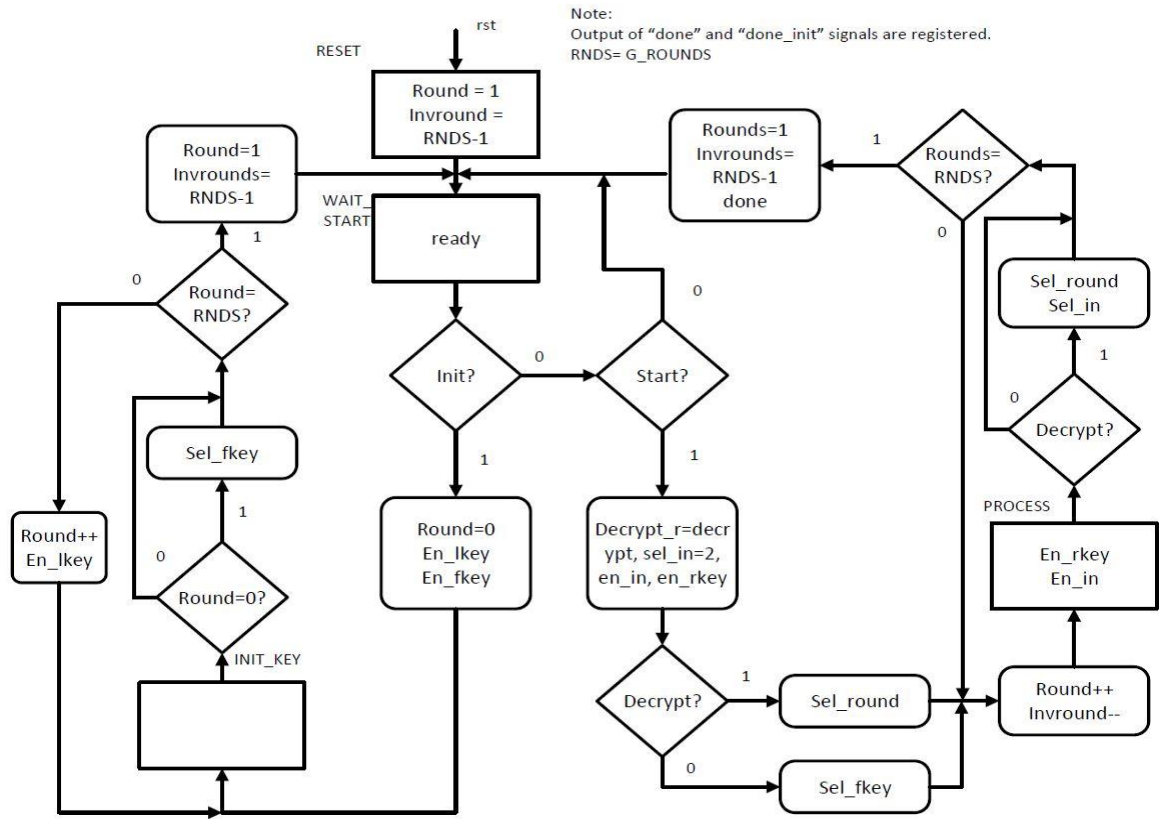 Note:
Output of “done” and “done_init” signals are registered.
RNDS= G_ROUNDS
rst
RESET
Round = 1
Invround =
RNDS-1
Round=1
Invrounds=
RNDS-1
Rounds=1
Invrounds=
RNDS-1
done
1
Rounds=
RNDS?
0
WAIT_
START
ready
1
0
Round=
RNDS?
Init?
0
Start?
0
Sel_round
Sel_in
1
0
Decrypt?
Sel_fkey
1
1
1
Round++
En_lkey
0
Round=0?
Round=0
En_lkey
En_fkey
Decrypt_r=decr
ypt, sel_in=2,
en_in, en_rkey
PROCESS
En_rkey
En_in
INIT_KEY
Decrypt?
1
Sel_round
Round++
Invround--
0
Sel_fkey